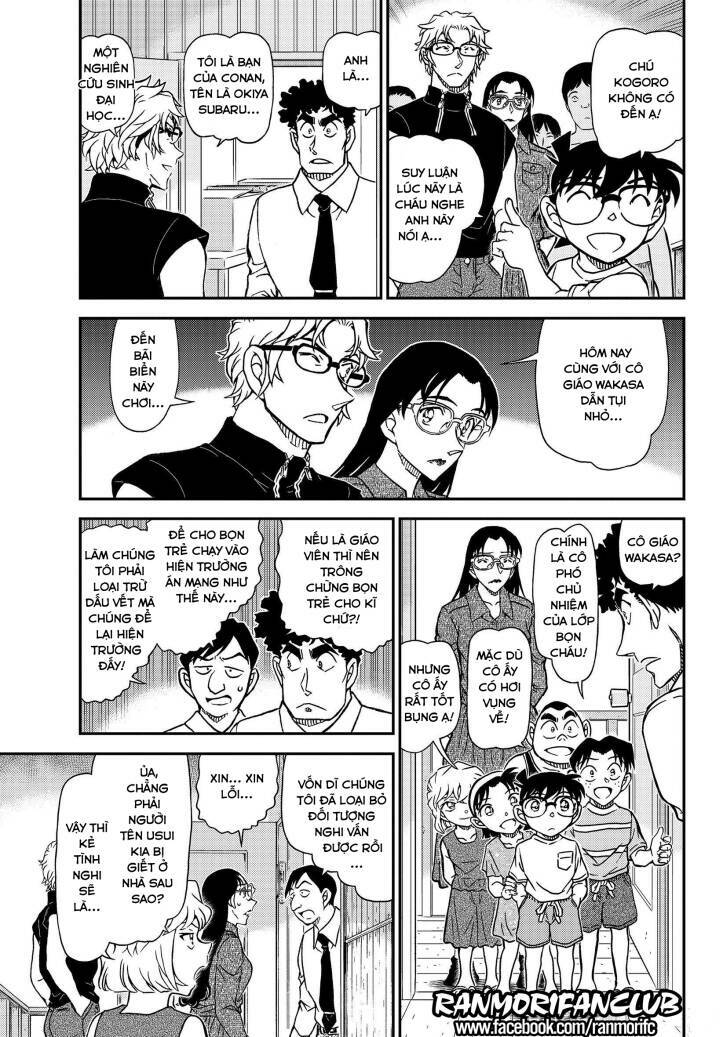 CHÚ
KOGORO
KHÔNG CÓ
ĐẾN Ạ!
SUY LUẬN
LÚC NÃY LÀ
CHÁU NGHE
ANH NÀY
NÓI Ạ...
ANH
LÀ...
TÔI LÀ BẠN
CỦA CONAN,
TÊN LÀ OKIYA
SUBARU...
MỘT
NGHIÊN
CỨU SINH
ĐẠI
HỌC...
HÔM NAY
CÙNG VỚI CÔ
GIÁO WAKASA
DẪN TỤI
NHỎ...
ĐẾN
BÃI
BIỂN
NÀY
CHƠI...
CÔ GIÁO
WAKASA?
CHÍNH
LÀ CÔ
PHÓ CHỦ
NHIỆM
CỦA LỚP
BỌN
CHÁU!
MẶC DÙ
CÔ ẤY
CÓ HƠI
VỤNG
VỀ!
NHƯNG
CÔ ẤY
RẤT TỐT
BỤNG Ạ!
NẾU LÀ GIÁO
VIÊN THÌ NÊN
TRÔNG
CHỪNG BỌN
TRẺ CHO KĨ
CHỨ?!
ĐỂ CHO BỌN
TRẺ CHẠY VÀO
HIỆN TRƯỜNG
ÁN MẠNG NHƯ
THẾ NÀY...
LÀM CHÚNG
TÔI PHẢI
LOẠI TRỪ
DẤU VẾT MÀ
CHÚNG ĐỂ
LẠI HIỆN
TRƯỜNG
ĐẤY!
VỐN DĨ CHÚNG
TÔI ĐÃ LOẠI BỎ
ĐỐI TƯỢNG
NGHI VẤN
ĐƯỢC RỒI
...
XIN... XIN
LỖI...
ỦA,
CHẲNG
PHẢI
NGƯỜI
TÊN USUI
KIA BỊ
GIẾT Ở
NHÀ SAU
SAO?
VẬY THÌ
KẺ
TÌNH
NGHI
SẼ
LÀ...
RANMORIFANCLUB
www.facebook.com/ranmorifc